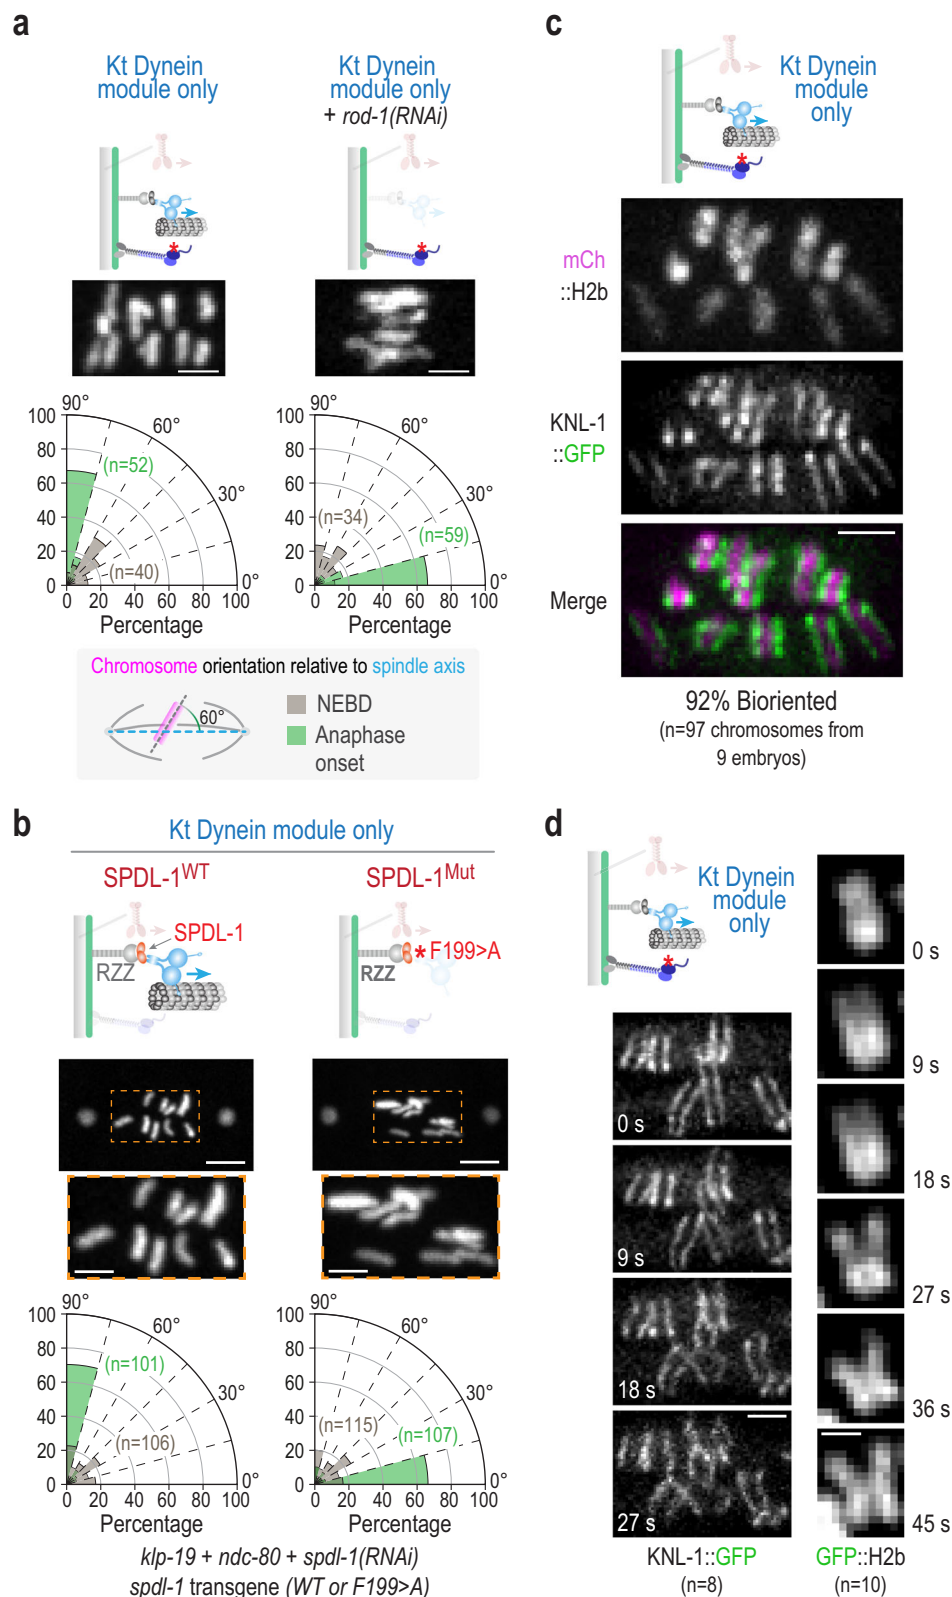 a
Kt Dynein
module only
Kt Dynein
module only
+ rod-1(RNAi)
*
*
100
90°
60°
80
(n=52)
60
30°
40
20
(n=40)
0
0°
0 20 40 60 80 100
Percentage
100
90°
60°
80
60
30°
(n=34)
40
(n=59)
20
0
0°
0 20 40 60 80 100
Percentage
Chromosome orientation relative to spindle axis
60°
NEBD
Anaphase
onset
b
Kt Dynein module only
SPDL-1WT
SPDL-1Mut
SPDL-1
RZZ
* F199>A
RZZ
100
90°
60°
80
(n=101)
60
30°
40
(n=106)
20
0
0°
0 20 40 60 80 100
Percentage
100
90°
60°
80
60
30°
40
(n=115)
(n=107)
20
0
0°
0 20 40 60 80 100
Percentage
klp-19 + ndc-80 + spdl-1(RNAi)
spdl-1 transgene (WT or F199>A)
c
Kt Dynein
module
only
*
mCh
::H2b
KNL-1
::GFP
Merge
92% Bioriented
(n=97 chromosomes from
9 embryos)
d
Kt Dynein
module
only
*
0 s
9 s
18 s
27 s
KNL-1::GFP
(n=8)
0 s
9 s
18 s
27 s
36 s
45 s
GFP::H2b
(n=10)